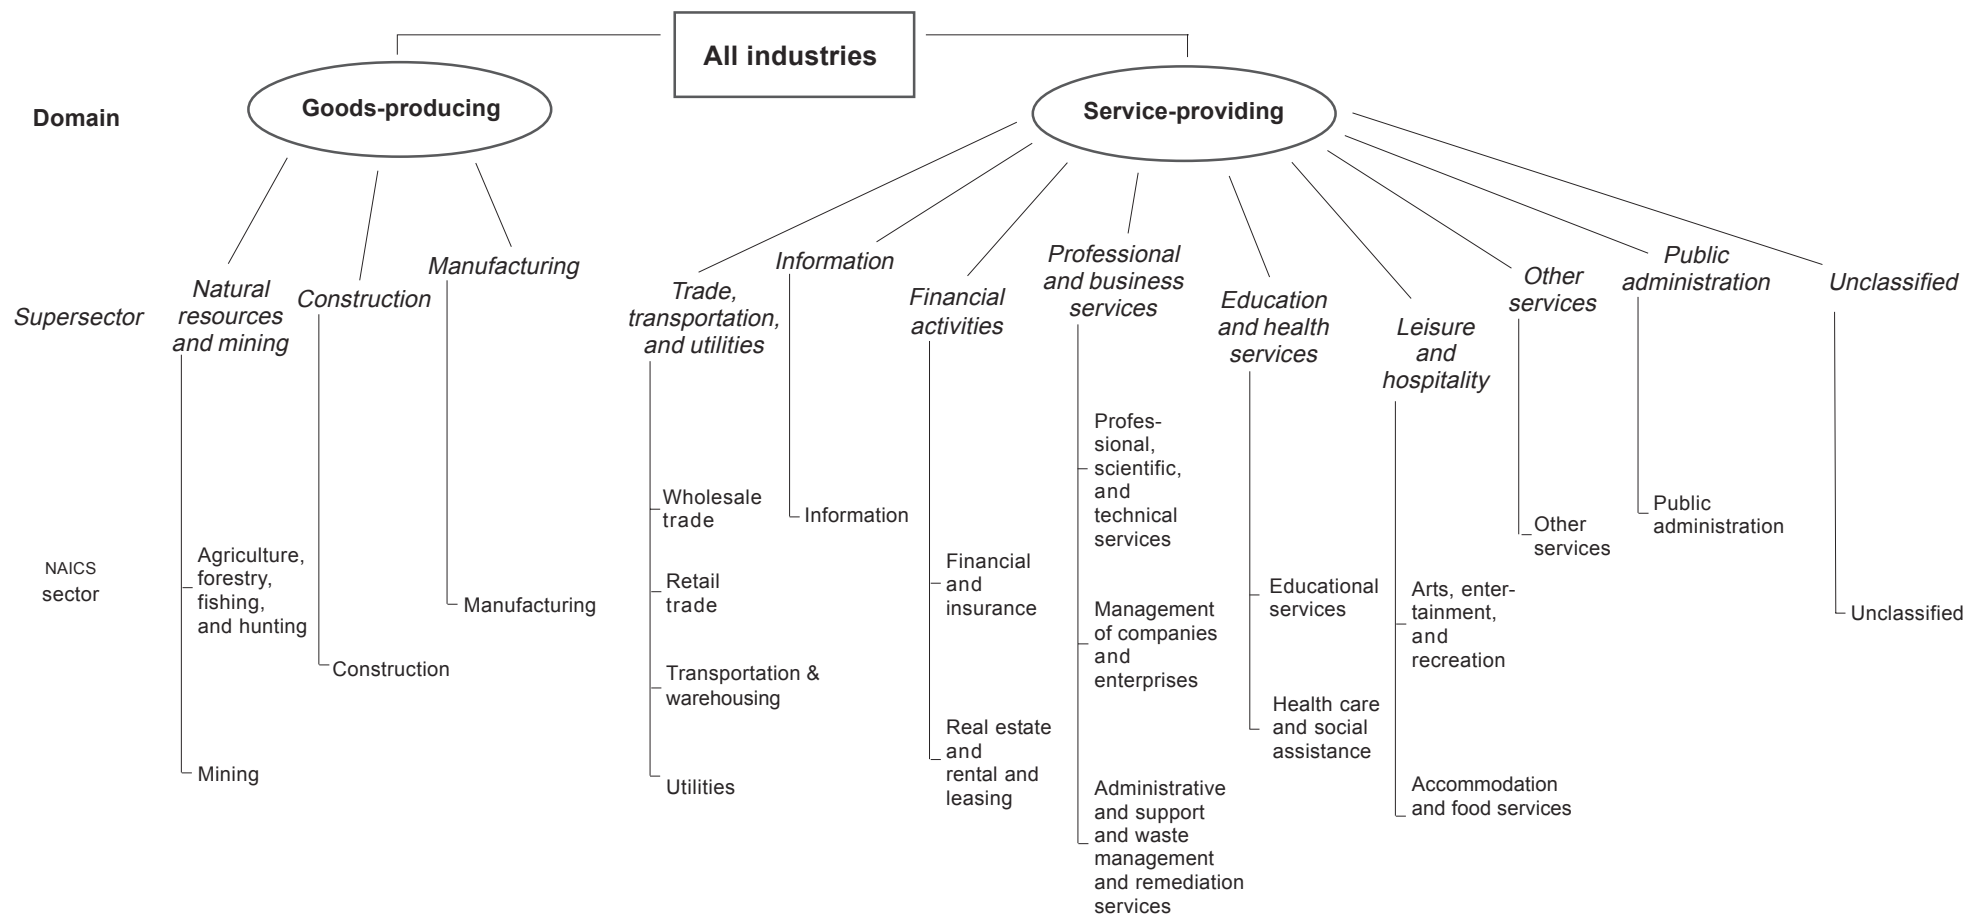 All industries
Domain
Goods-producing
Service-providing
Supersector
Natural
resources
and mining
Construction
Manufacturing
Trade,
transportation,
and utilities
Information
Financial
activities
Professional
and business
services
Education
and health
services
Leisure
and
hospitality
Other
services
Public
administration
Unclassified
NAICS
sector
Agriculture,
forestry,
fishing,
and hunting
Mining
Construction
Manufacturing
Wholesale
trade
Retail
trade
Transportation &
warehousing
Utilities
Information
Financial
and
insurance
Real estate
and
rental and
leasing
Profes-
sional,
scientific,
and
technical
services
Management
of companies
and
enterprises
Administrative
and support
and waste
management
and remediation
services
Educational
services
Health care
and social
assistance
Arts, enter-
tainment,
and
recreation
Accommodation
and food services
Other
services
Public
administration
Unclassified